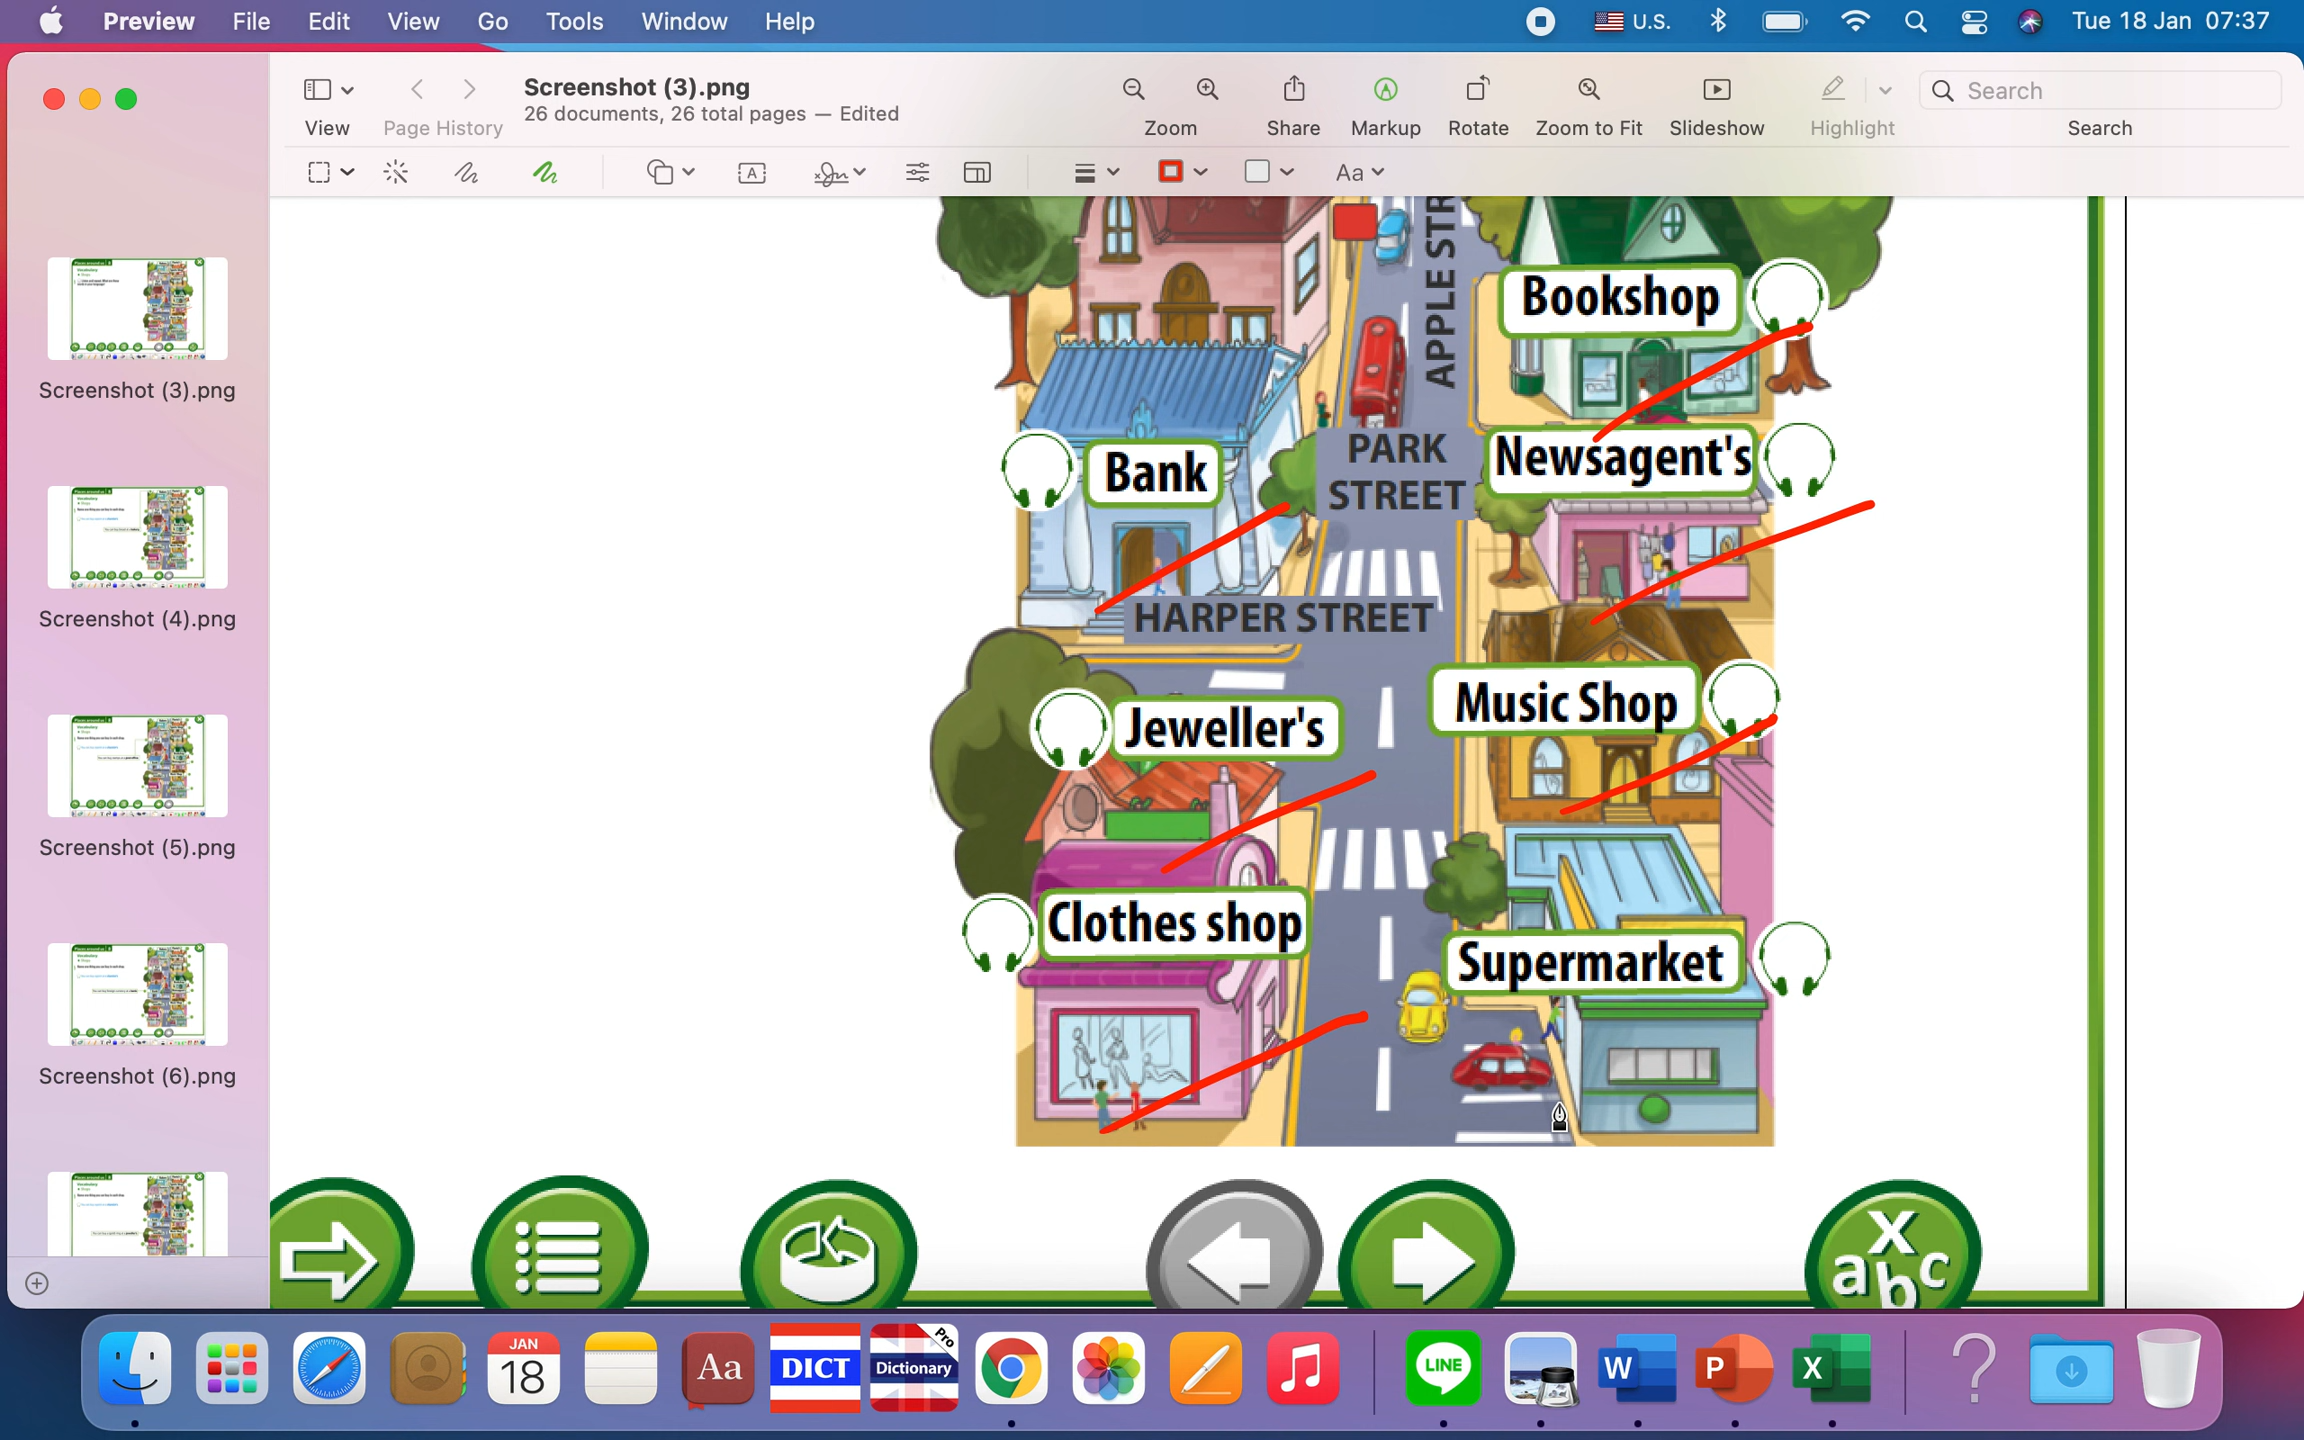 Preview File Edit View Go Tools Window Help U.S. Tue 18 Jan 07:37
Screenshot (3).png
26 documents, 26 total pages — Edited
Search
View Page History Zoom Share Markup Rotate Zoom to Fit Slideshow Highlight Search
A Aa
Screenshot (3).png
Screenshot (4).png
Screenshot (5).png
Screenshot (6).png
APPLE STR
Bookshop
PARK
STREET
Newsagent's
Bank
HARPER STREET
Music Shop
Jeweller's
Clothes shop
Supermarket
x
abc
JAN
18
Aa
DICT
Pro
Dictionary
LINE
W
P
X
?